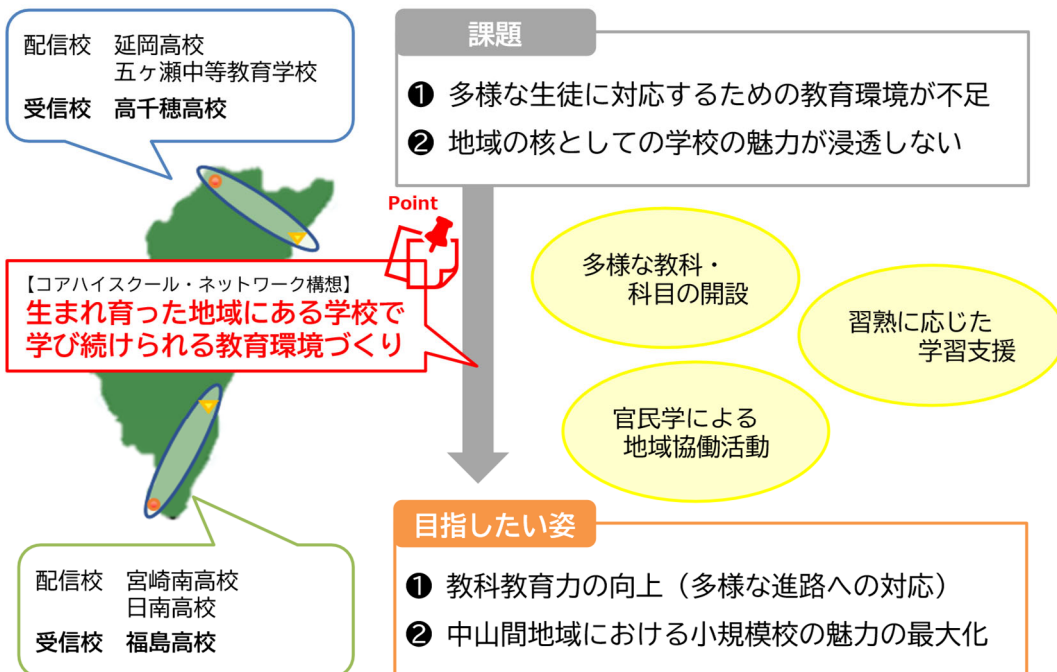 配信校 延岡高校
五ヶ瀬中等教育学校
受信校 高千穂高校
課題
❶ 多様な生徒に対応するための教育環境が不足
❷ 地域の核としての学校の魅力が浸透しない
Point
【コアハイスクール・ネットワーク構想】
生まれ育った地域にある学校で
学び続けられる教育環境づくり
多様な教科・
科目の開設
習熟に応じた
学習支援
官民学による
地域協働活動
配信校 宮崎南高校
日南高校
受信校 福島高校
目指したい姿
❶ 教科教育力の向上（多様な進路への対応）
❷ 中山間地域における小規模校の魅力の最大化